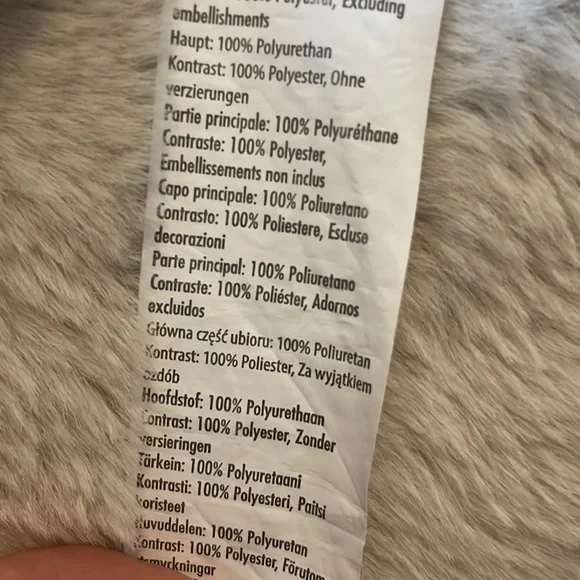 Polyester, Excluding
embellishments
Haupt: 100% Polyurethan
Kontrast: 100% Polyester, Ohne
verzierungen
Partie principale: 100% Polyuréthane
Contraste: 100% Polyester,
Embellissements non inclus
Capo principale: 100% Poliuretano
Contrasto: 100% Poliestere, Escluse
decorazioni
Parte principal: 100% Poliuretano
Contraste: 100% Poliéster, Adornos
excluidos
Główna część ubioru: 100% Poliuretan
Kontrast: 100% Poliester, Za wyjątkiem
ozdób
Hoofdstof: 100% Polyurethaan
Contrast: 100% Polyester, Zonder
versieringen
Tärkein: 100% Polyuretaani
Kontrasti: 100% Polyesteri, Paitsi
koristeet
Huvuddelen: 100% Polyuretan
Kontrast: 100% Polyester, Förutom
utsmyckningar